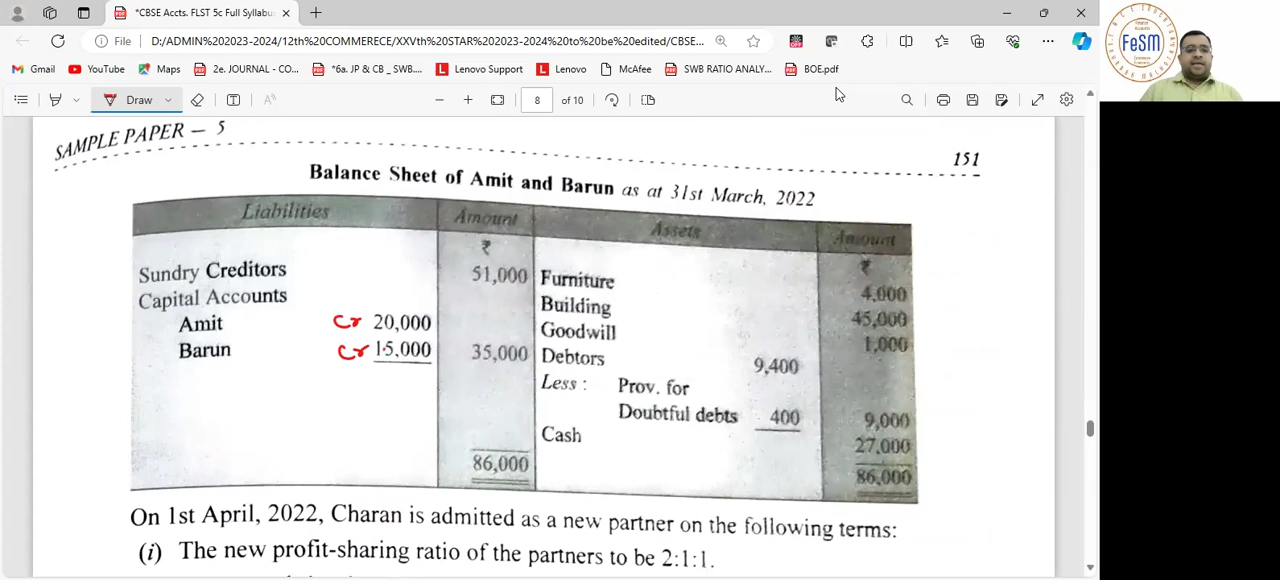 *CBSE Accts. FLST 5c Full Syllabu
File D:/ADMIN%202023-2024/12th%20COMMERECE/XXVth%20STAR%202023-2024%20to%20be%20edited/CBSE...
Gmail YouTube Maps 2e. JOURNAL - CO... *6a. JP & CB _ SWB.... Lenovo Support Lenovo McAfee SWB RATIO ANALY... BOE.pdf
Draw 8 of 10
FeSM
SAMPLE PAPER – 5
151
Balance Sheet of Amit and Barun as at 31st March, 2022
Liabilities Amount Assets Amount
₹ ₹
Sundry Creditors 51,000 Furniture 4,000
Capital Accounts Building 45,000
Amit Cr 20,000 Goodwill 1,000
Barun Cr 15,000 35,000 Debtors 9,400
Less : Prov. for
Doubtful debts 400 9,000
Cash 27,000
86,000 86,000
On 1st April, 2022, Charan is admitted as a new partner on the following terms:
(i) The new profit-sharing ratio of the partners to be 2:1:1.